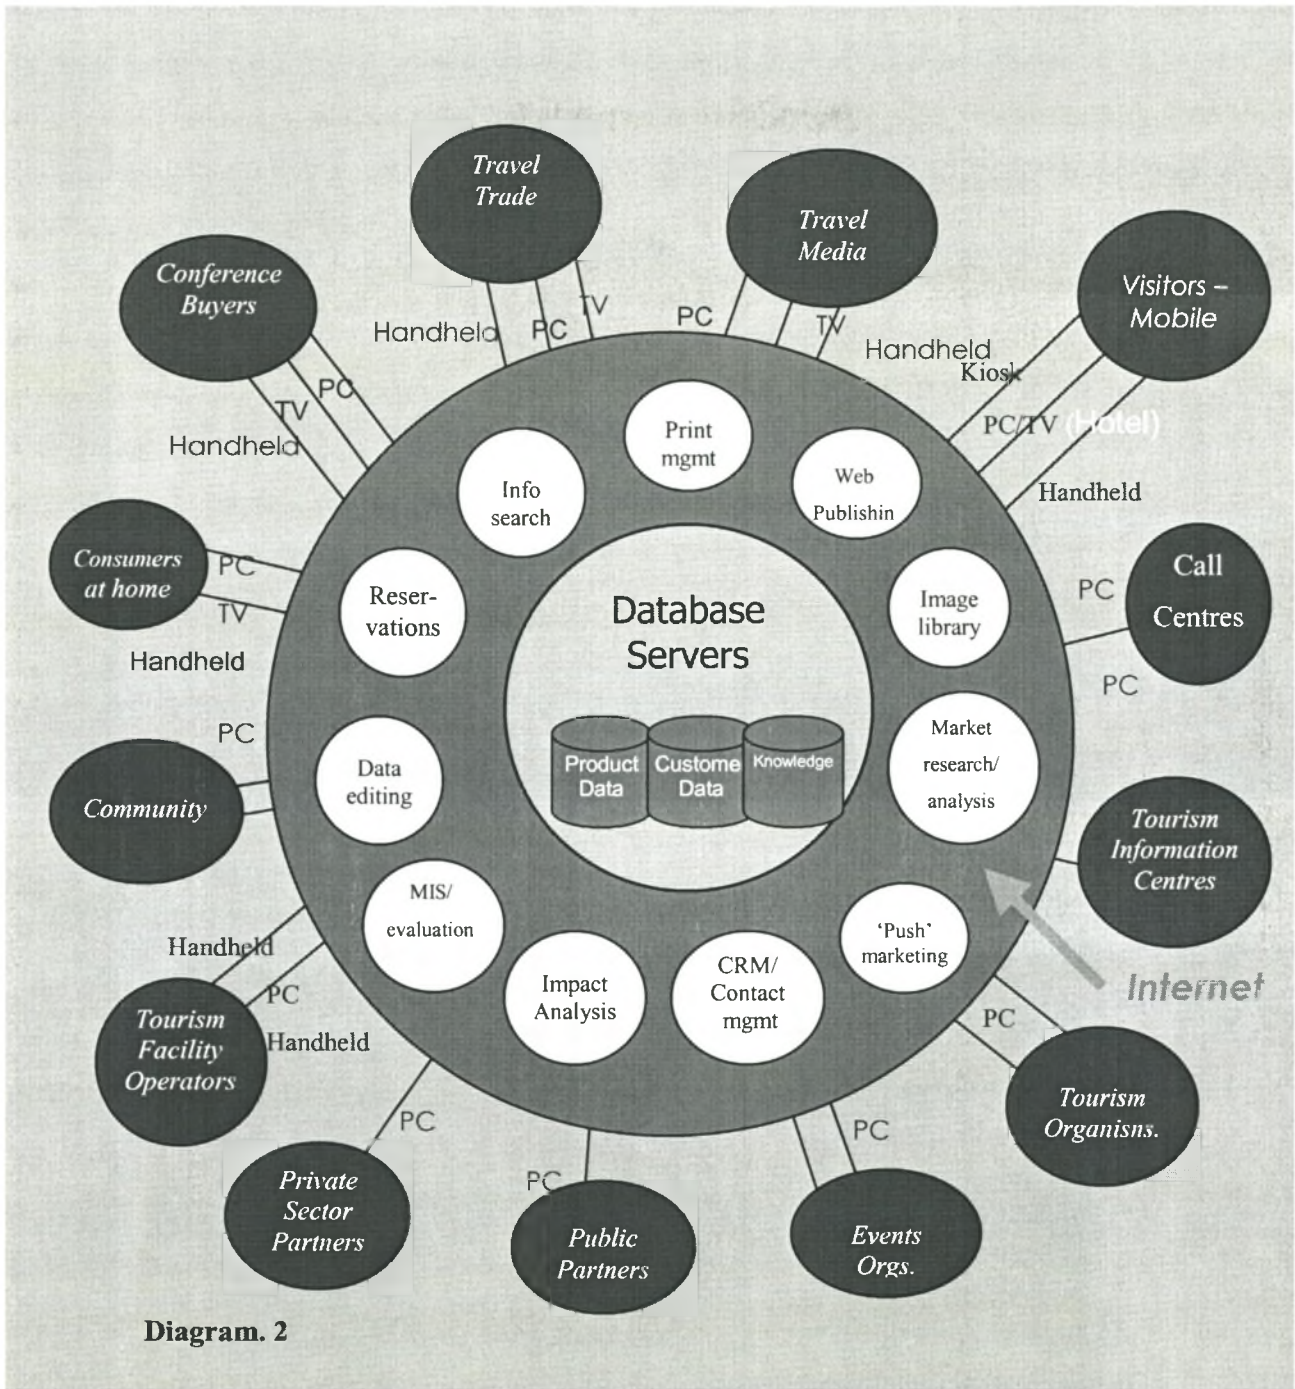 Travel
Trade
Travel
Media
Conference
Buyers
Visitors –
Mobile
TV
PC
Handheld
PC
TV
Handheld
Kiosk
PC/TV (Hotel)
Handheld
PC
TV
Handheld
Print
mgmt
Info
search
Web
Publishin
Consumers
at home
PC
TV
Handheld
Reser-
vations
Image
library
Call
Centres
PC
PC
Database
Servers
Product
Data
Custome
Data
Knowledge
Market
research/
analysis
PC
Community
Data
editing
Tourism
Information
Centres
MIS/
evaluation
'Push'
marketing
Impact
Analysis
CRM/
Contact
mgmt
Internet
Handheld
PC
Handheld
Tourism
Facility
Operators
PC
Tourism
Organisns.
PC
Private
Sector
Partners
PC
Public
Partners
PC
Events
Orgs.
Diagram. 2